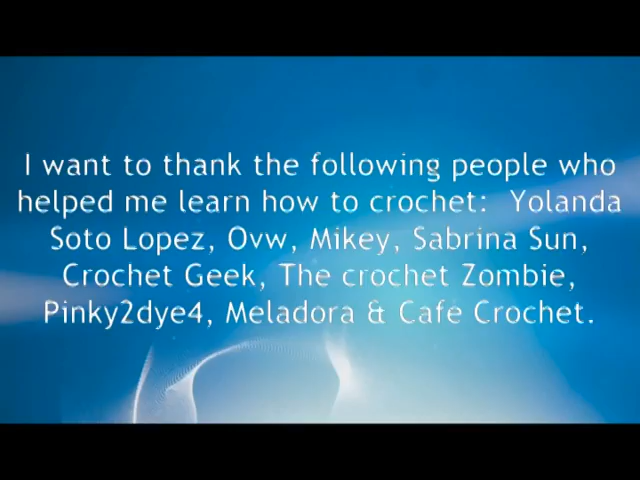 I want to thank the following people who
helped me learn how to crochet:  Yolanda
Soto Lopez, Ovw, Mikey, Sabrina Sun,
Crochet Geek, The crochet Zombie,
Pinky2dye4, Meladora & Cafe Crochet.